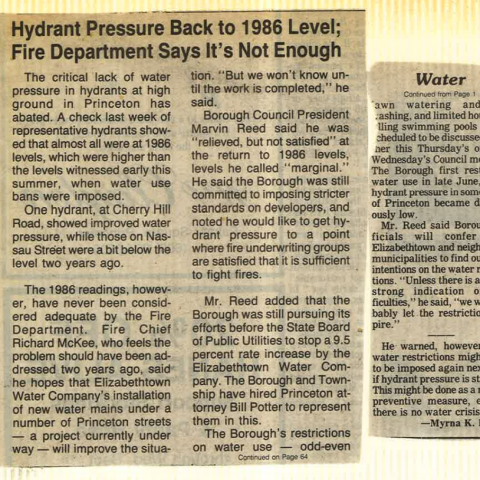 Hydrant Pressure Back to 1986 Level;
Fire Department Says It's Not Enough
The critical lack of water
pressure in hydrants at high
ground in Princeton has
abated. A check last week of
representative hydrants show-
ed that almost all were at 1986
levels, which were higher than
the levels witnessed early this
summer, when water use
bans were imposed.
One hydrant, at Cherry Hill
Road, showed improved water
pressure, while those on Nas-
sau Street were a bit below the
level two years ago.
The 1986 readings, howev-
er, have never been consid-
ered adequate by the Fire
Department. Fire Chief
Richard McKee, who feels the
problem should have been ad-
dressed two years ago, said
he hopes that Elizabethtown
Water Company's installation
of new water mains under a
number of Princeton streets
— a project currently under
way — will improve the situa-
tion. "But we won't know un-
til the work is completed," he
said.
Borough Council President
Marvin Reed said he was
"relieved, but not satisfied" at
the return to 1986 levels,
levels he called "marginal."
He said the Borough was still
committed to imposing stricter
standards on developers, and
noted he would like to get hy-
drant pressure to a point
where fire underwriting groups
are satisfied that it is sufficient
to fight fires.
Mr. Reed added that the
Borough was still pursuing its
efforts before the State Board
of Public Utilities to stop a 9.5
percent rate increase by the
Elizabethtown Water Com-
pany. The Borough and Town-
ship have hired Princeton at-
torney Bill Potter to represent
them in this.
The Borough's restrictions
on water use — odd-even
Continued on Page 64
Water
Continued from Page 1
awn watering and
ashing, and limited hou
lling swimming pools
cheduled to be discusse
her this Thursday's o
Wednesday's Council me
The Borough first res
water use in late June,
hydrant pressure in some
of Princeton became d
ously low.
Mr. Reed said Borou
ficials will confer
Elizabethtown and neigh
municipalities to find ou
intentions on the water r
tions. "Unless there is a
strong indication o
ficulties," he said, "we w
bably let the restrictio
pire."
He warned, however
water restrictions migh
to be imposed again nex
if hydrant pressure is st
This might be done as a
preventive measure, e
there is no water crisis
—Myrna K.